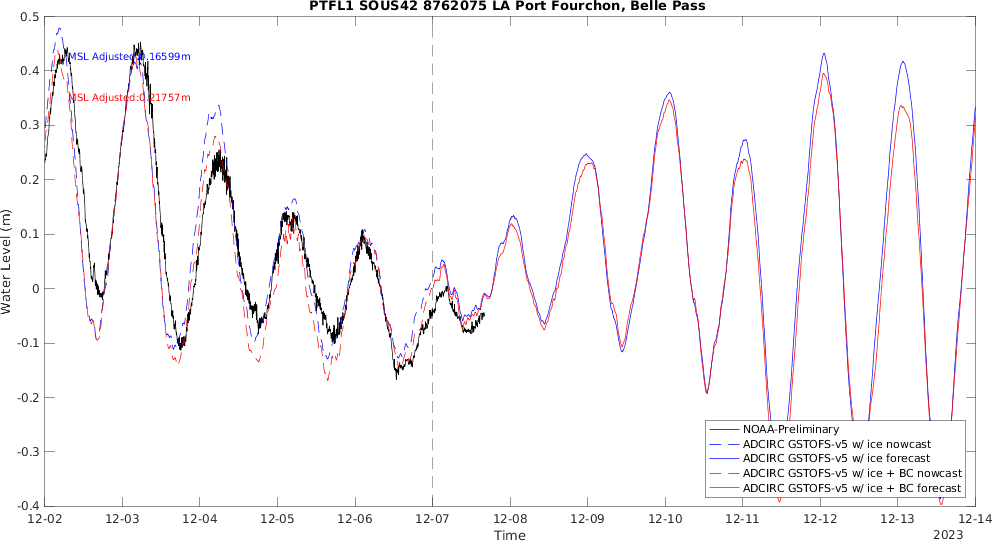 PTFL1 SOUS42 8762075 LA Port Fourchon, Belle Pass
MSL Adjusted:0.16599m
MSL Adjusted:0.21757m
Water Level (m)
0.5
0.4
0.3
0.2
0.1
0
-0.1
-0.2
-0.3
-0.4
NOAA-Preliminary
ADCIRC GSTOFS-v5 w/ ice nowcast
ADCIRC GSTOFS-v5 w/ ice forecast
ADCIRC GSTOFS-v5 w/ ice + BC nowcast
ADCIRC GSTOFS-v5 w/ ice + BC forecast
12-02 12-03 12-04 12-05 12-06 12-07 12-08 12-09 12-10 12-11 12-12 12-13 12-14
Time
2023